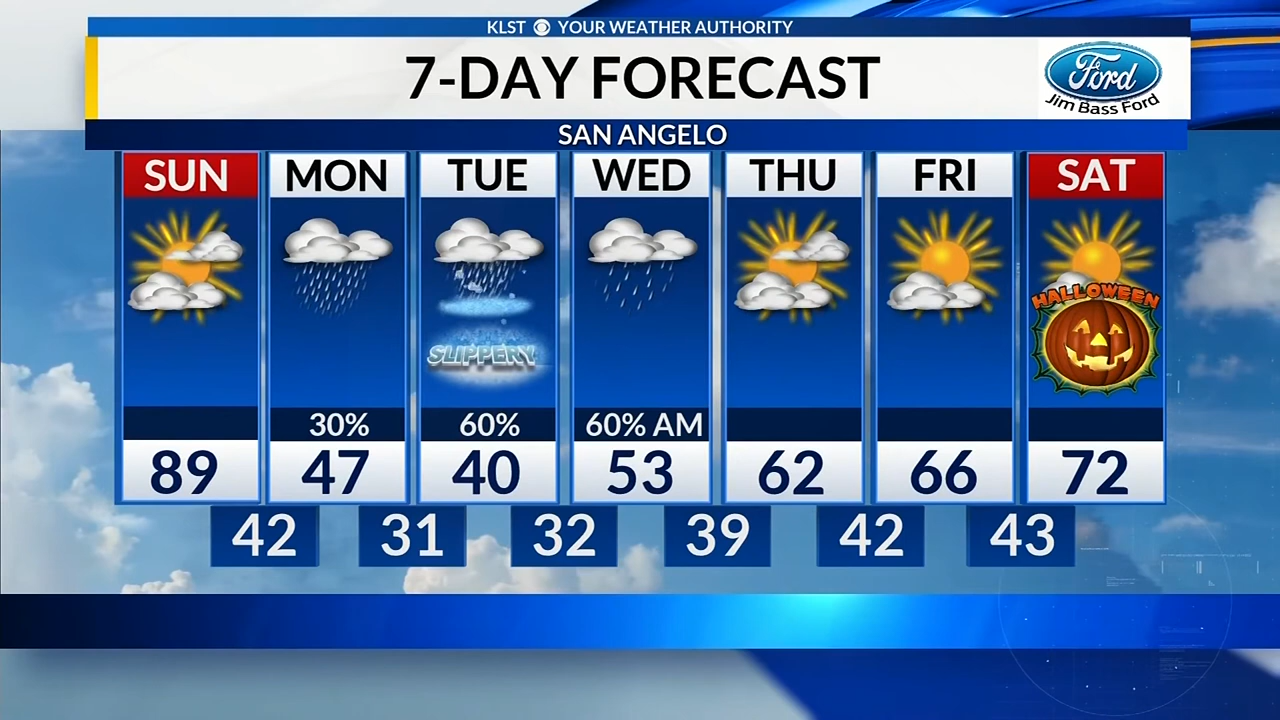 KLST YOUR WEATHER AUTHORITY
7-DAY FORECAST
Ford
Jim Bass Ford
SAN ANGELO
SUN MON TUE WED THU FRI SAT
HALLOWEEN
SLIPPERY
30% 60% 60% AM
89 47 40 53 62 66 72
42 31 32 39 42 43